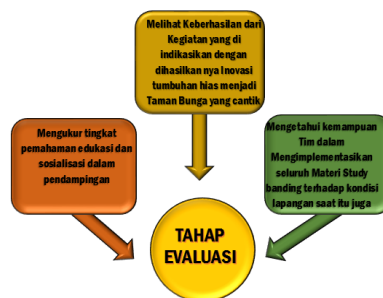 Melihat Keberhasilan dari
Kegiatan yang di
indikasikan dengan
dihasilkan nya Inovasi
tumbuhan hias menjadi
Taman Bunga yang cantik
Mengukur tingkat
pemahaman edukasi dan
sosialisasi dalam
pendampingan
Mengetahui kemampuan
Tim dalam
Mengimplementasikan
seluruh Materi Study
banding terhadap kondisi
lapangan saat itu juga
TAHAP
EVALUASI